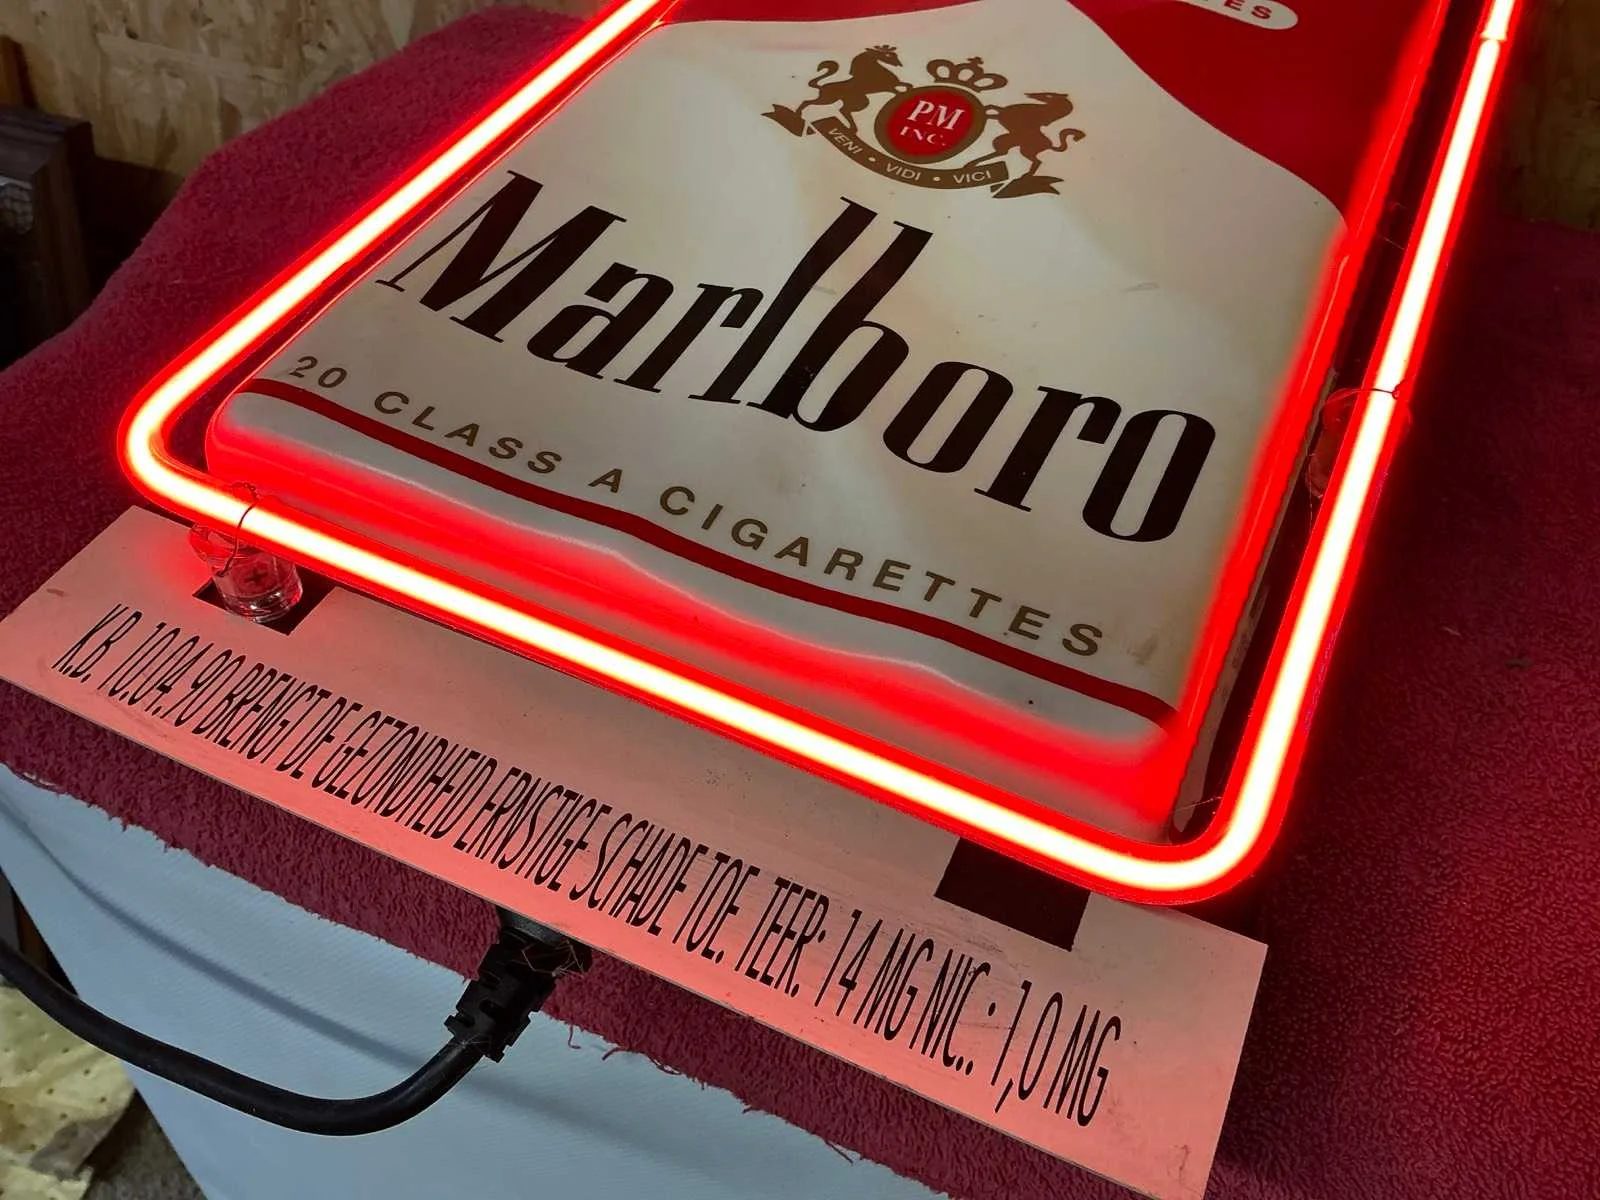 ES
PM
INC.
VENI • VIDI • VICI
Marlboro
20 CLASS A CIGARETTES
K.B. 10.04.90 BRENGT DE GEZONDHEID ERNSTIGE SCHADE TOE. TEER: 14 MG NIC.: 1,0 MG